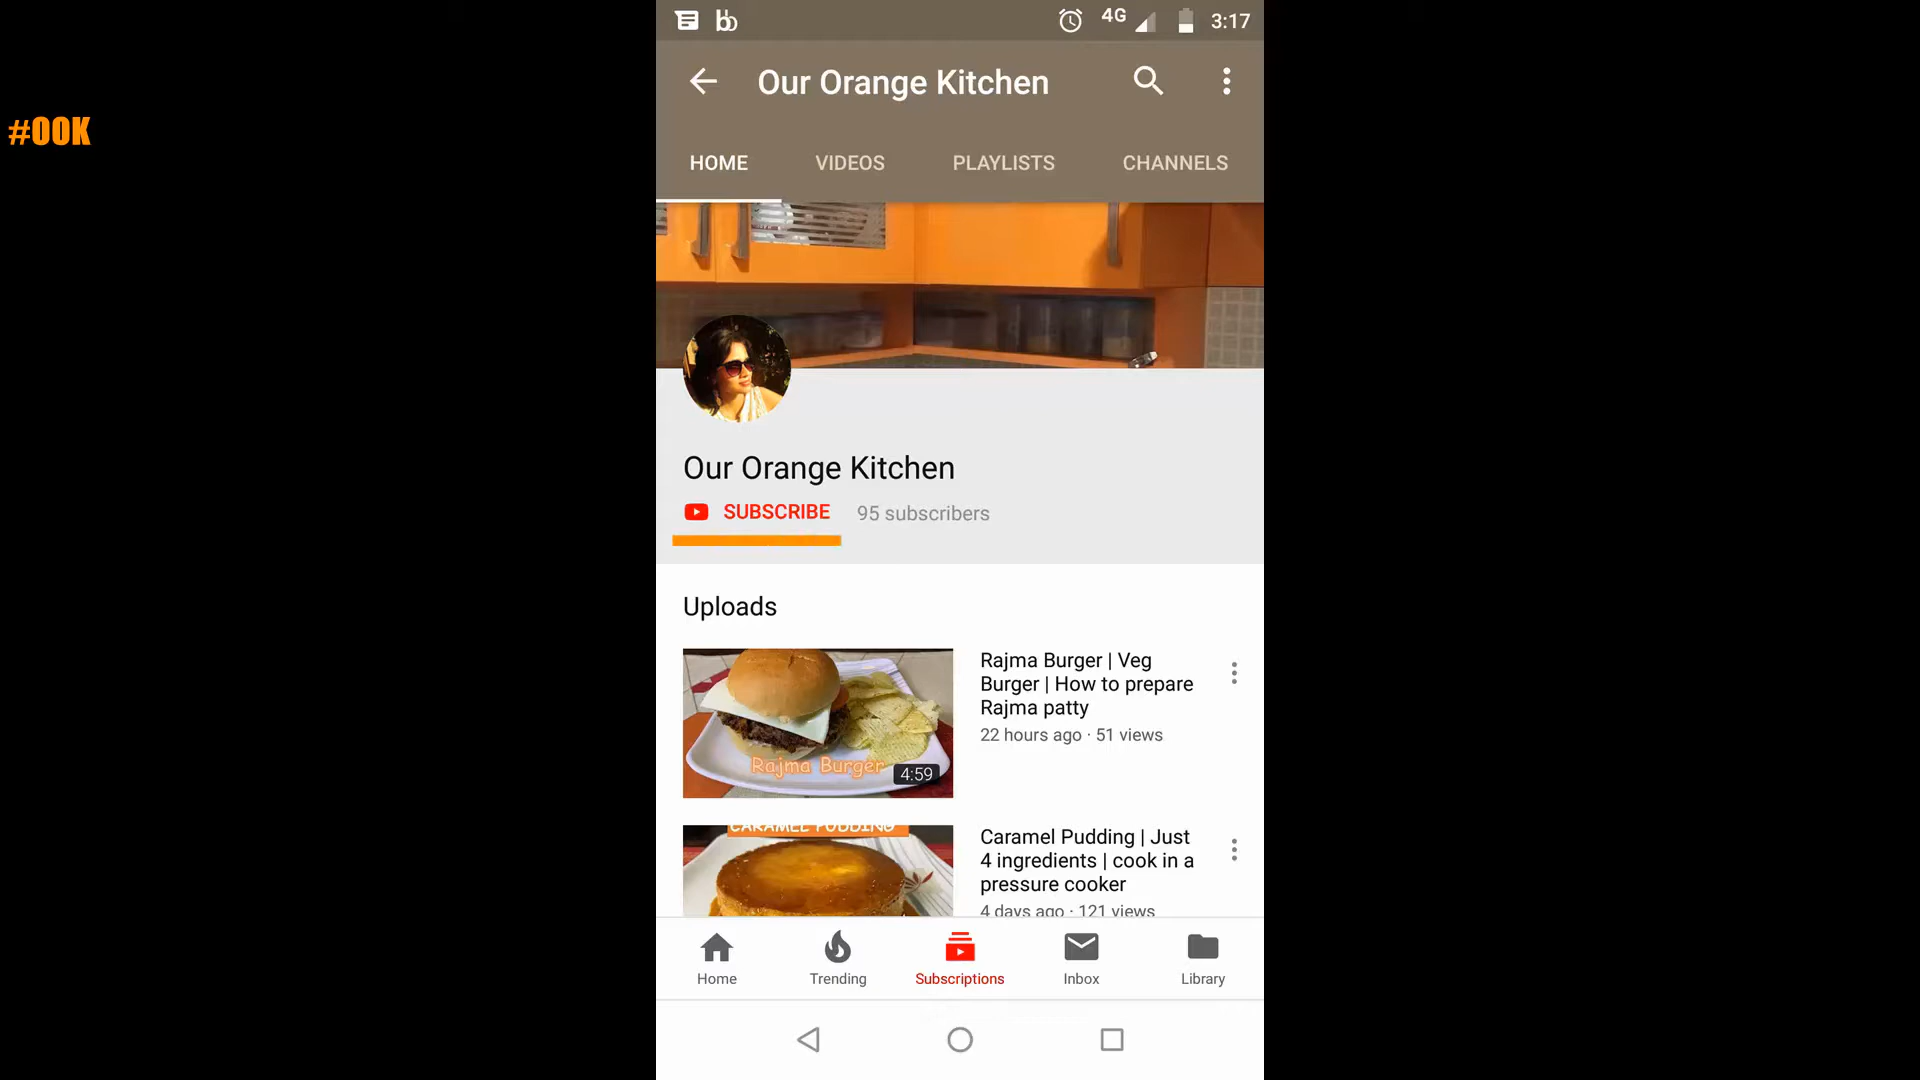 4G 3:17
Our Orange Kitchen
#OOK
HOME VIDEOS PLAYLISTS CHANNELS
Our Orange Kitchen
SUBSCRIBE 95 subscribers
Uploads
Rajma Burger | Veg
Burger | How to prepare
Rajma patty
22 hours ago · 51 views
Rajma Burger 4:59
CARAMEL PUDDING
Caramel Pudding | Just
4 ingredients | cook in a
pressure cooker
4 days ago · 121 views
Home Trending Subscriptions Inbox Library